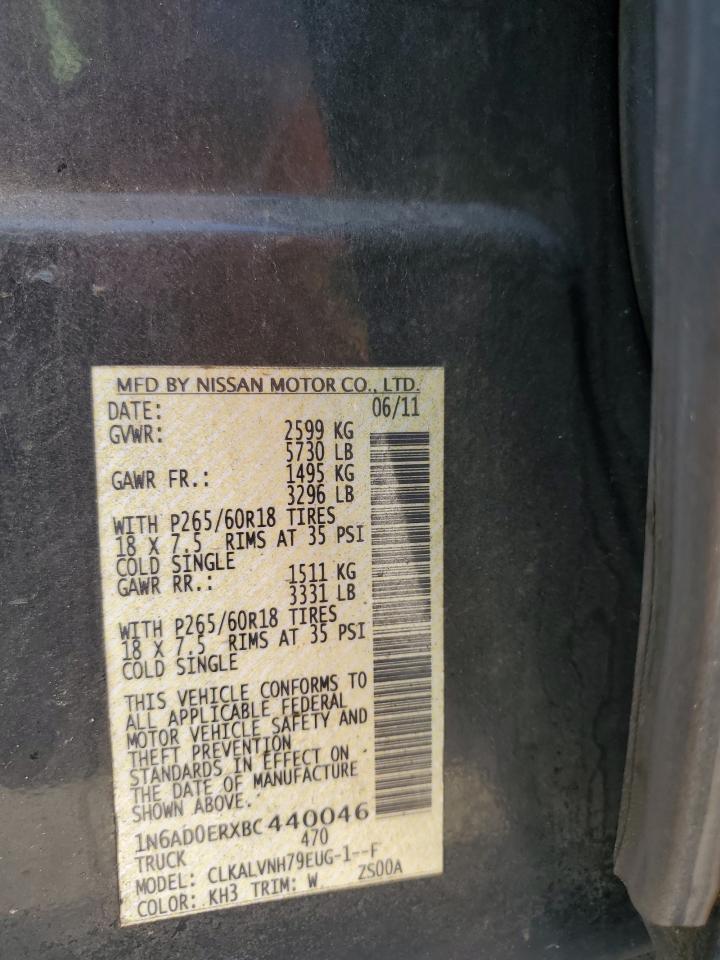 MFD BY NISSAN MOTOR CO., LTD.
DATE: 06/11
GVWR: 2599 KG
5730 LB
GAWR FR.: 1495 KG
3296 LB
WITH P265/60R18 TIRES
18 X 7.5 RIMS AT 35 PSI
COLD SINGLE
GAWR RR.: 1511 KG
3331 LB
WITH P265/60R18 TIRES
18 X 7.5 RIMS AT 35 PSI
COLD SINGLE
THIS VEHICLE CONFORMS TO
ALL APPLICABLE FEDERAL
MOTOR VEHICLE SAFETY AND
THEFT PREVENTION
STANDARDS IN EFFECT ON
THE DATE OF MANUFACTURE
SHOWN ABOVE.
1N6AD0ERXBC440046
TRUCK 470
MODEL: CLKALVNH79EUG-1--F
COLOR: KH3 TRIM: W ZS00A